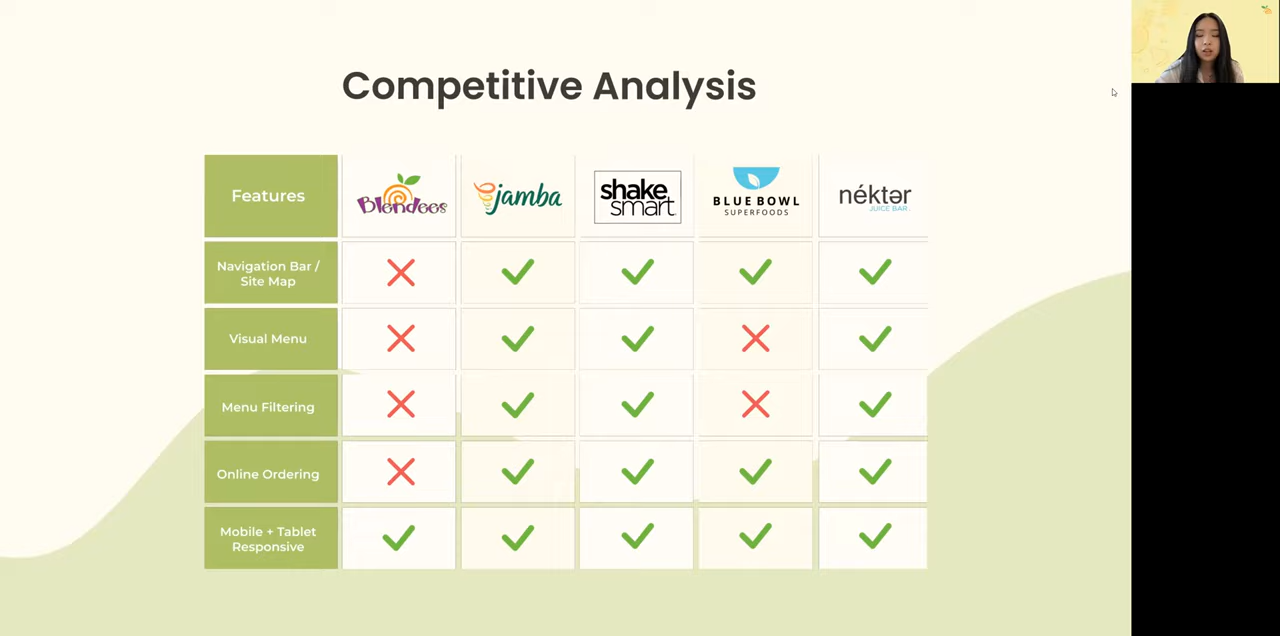 Competitive Analysis
Features
Blendees
jamba
shake
smart
BLUE BOWL
SUPERFOODS
néktər
JUICE BAR
Navigation Bar /
Site Map
Visual Menu
Menu Filtering
Online Ordering
Mobile + Tablet
Responsive